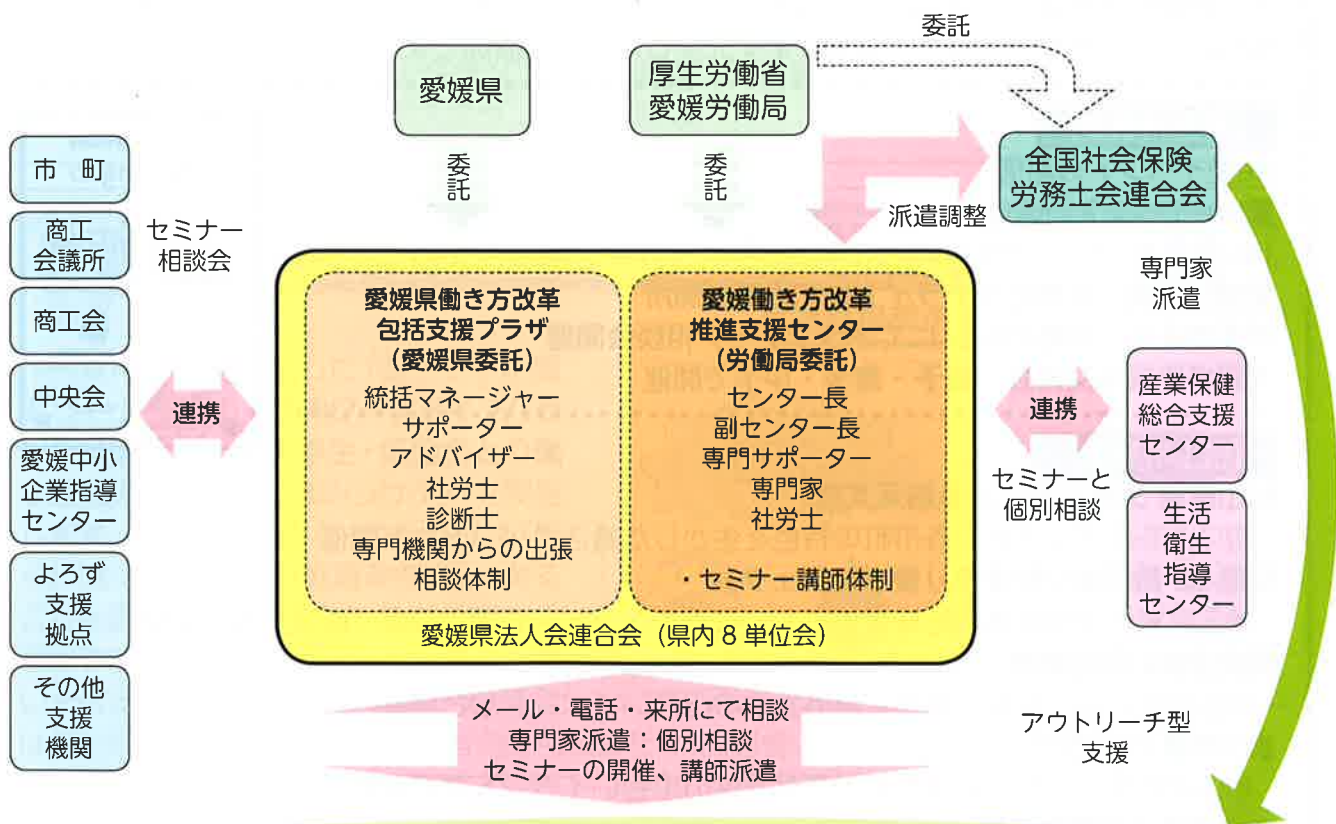 委託
愛媛県
厚生労働省
愛媛労働局
委託
委託
全国社会保険
労務士会連合会
派遣調整
専門家
派遣
市　町
商工
会議所
商工会
中央会
愛媛中小
企業指導
センター
よろず
支援
拠点
その他
支援
機関
セミナー
相談会
連携
愛媛県働き方改革
包括支援プラザ
（愛媛県委託）
統括マネージャー
サポーター
アドバイザー
社労士
診断士
専門機関からの出張
相談体制
愛媛働き方改革
推進支援センター
（労働局委託）
センター長
副センター長
専門サポーター
専門家
社労士
・セミナー講師体制
愛媛県法人会連合会（県内８単位会）
連携
セミナーと
個別相談
産業保健
総合支援
センター
生活
衛生
指導
センター
メール・電話・来所にて相談
専門家派遣：個別相談
セミナーの開催、講師派遣
アウトリーチ型
支援